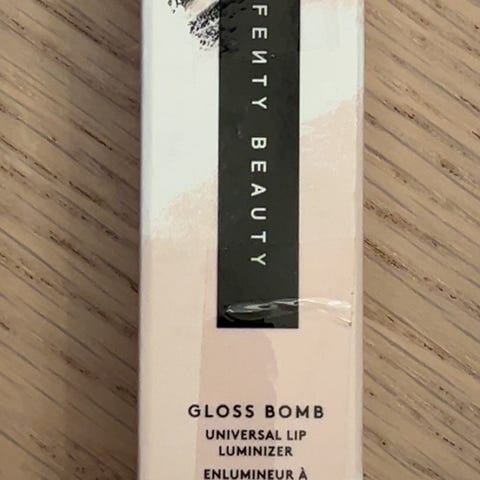 FENTY BEAUTY
GLOSS BOMB
UNIVERSAL LIP
LUMINIZER
ENLUMINEUR À